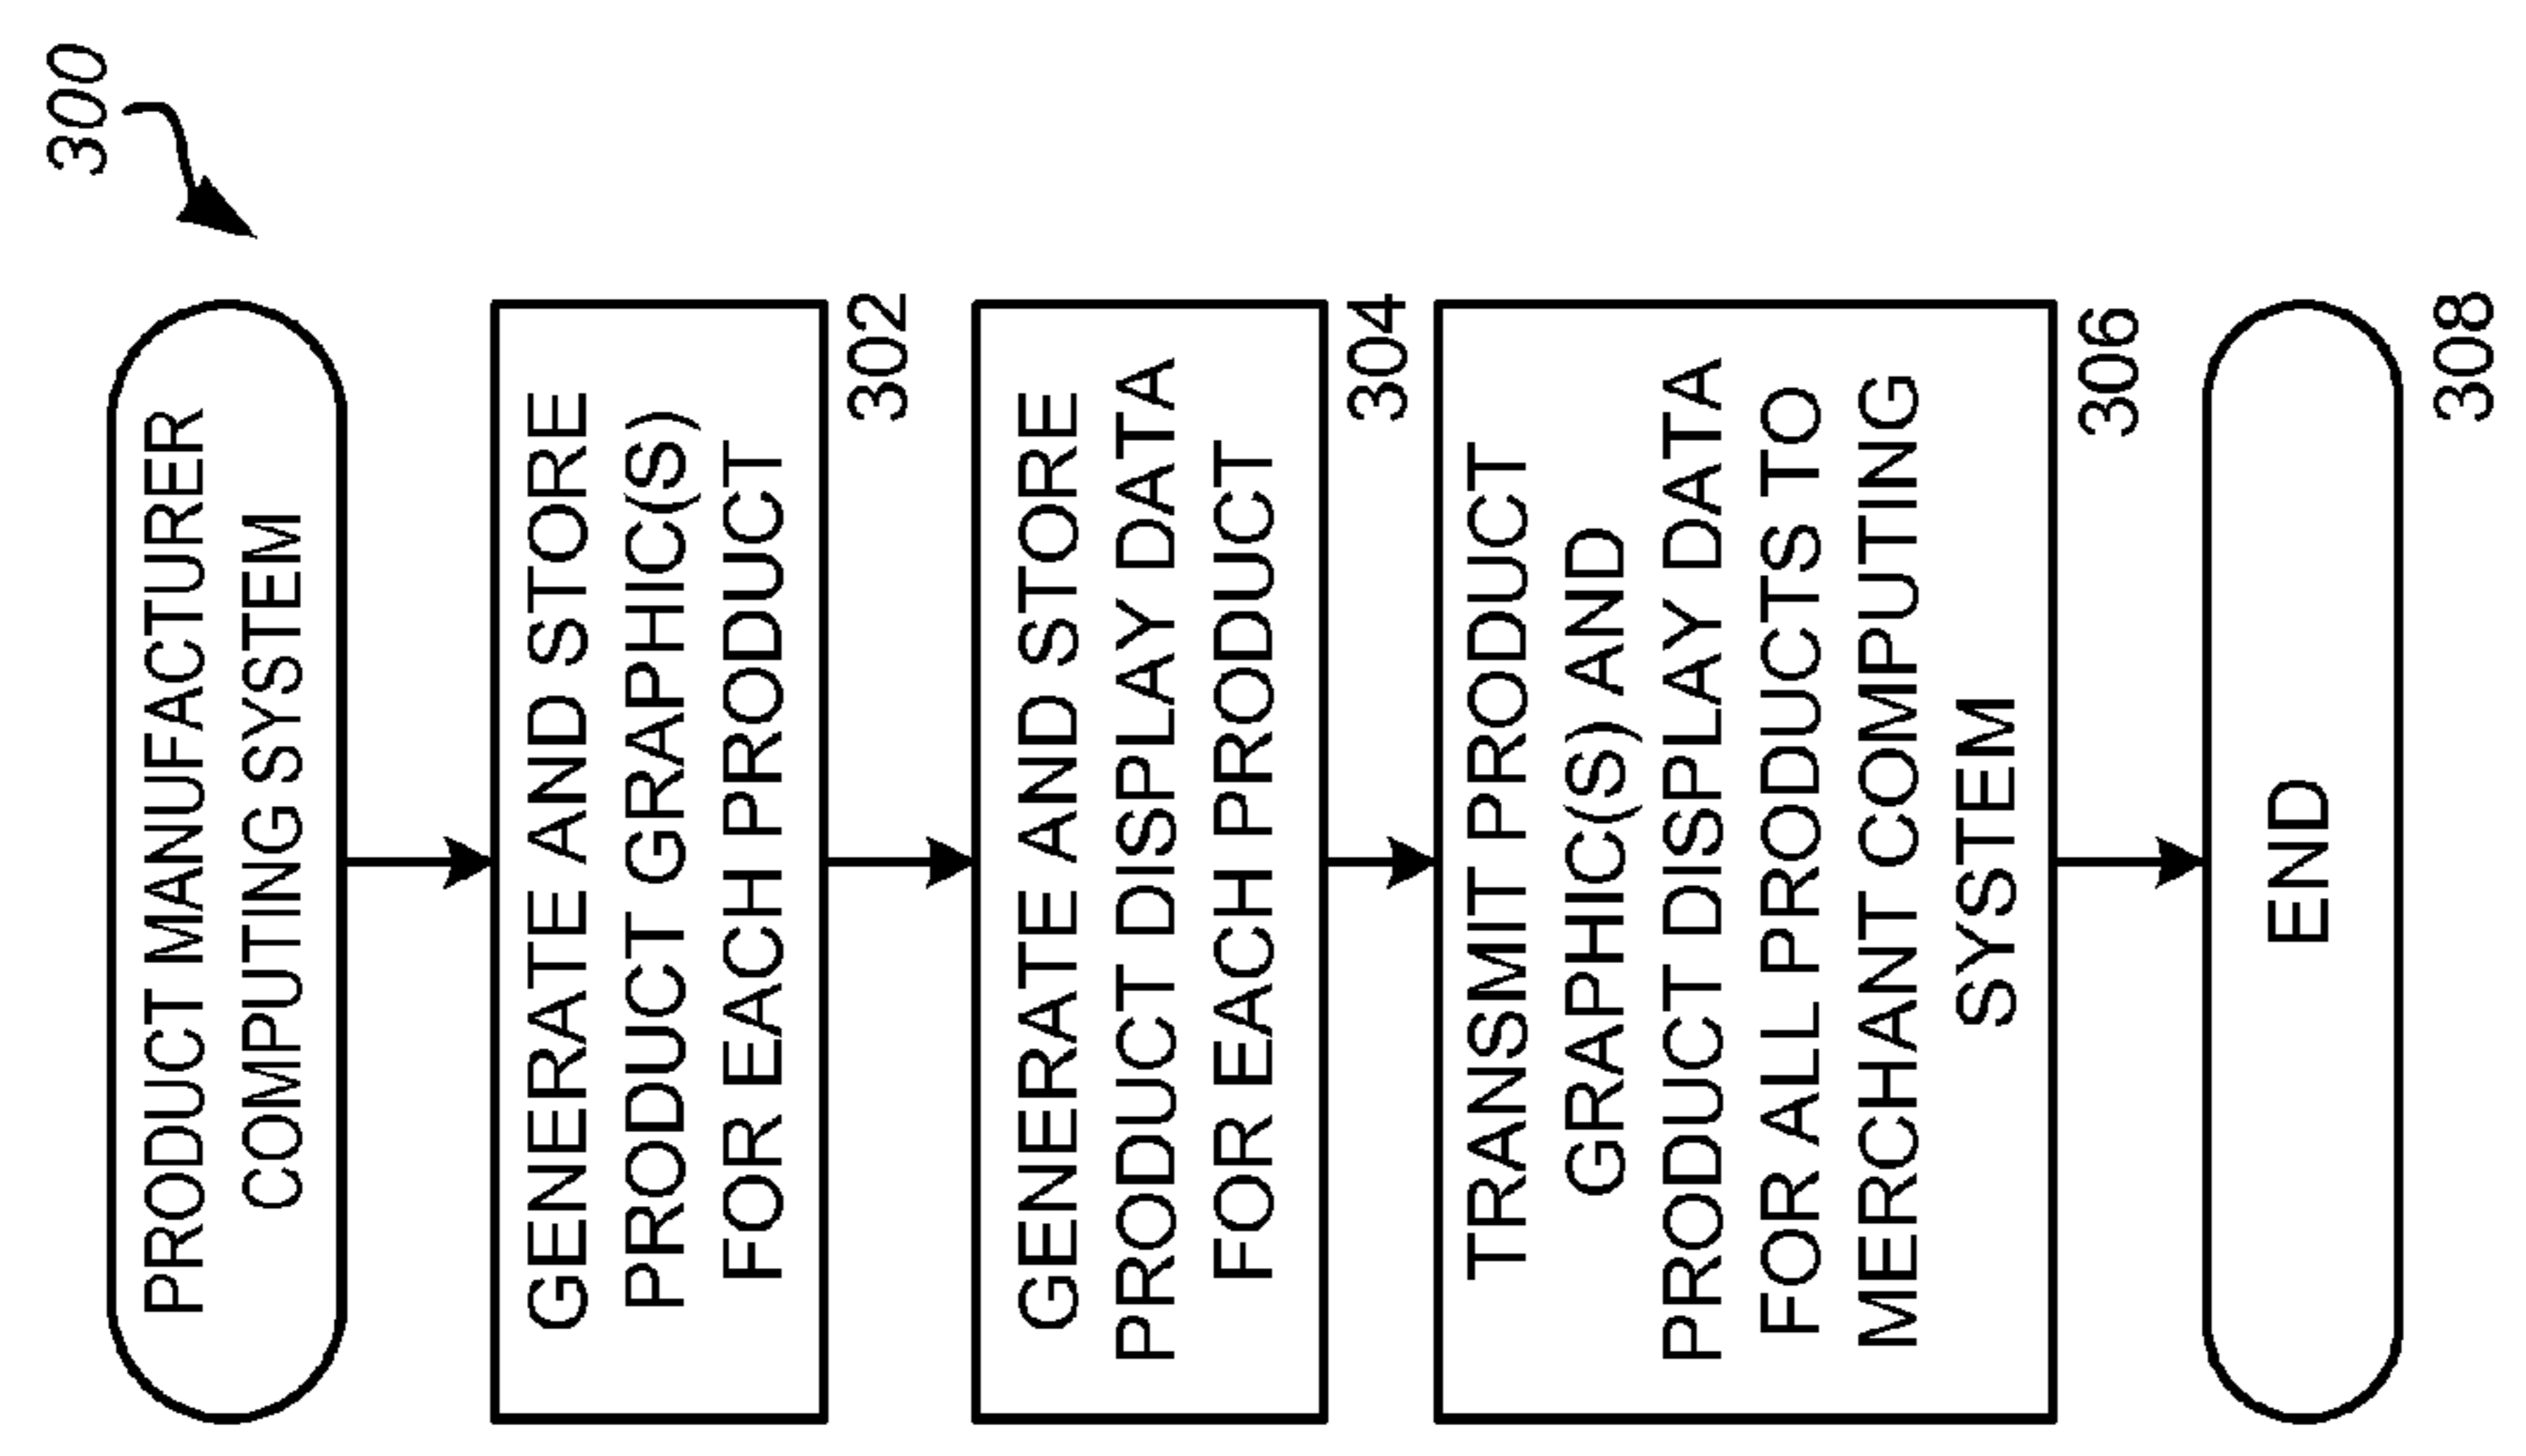 300
PRODUCT MANUFACTURER
COMPUTING SYSTEM
GENERATE AND STORE
PRODUCT GRAPHIC(S)
FOR EACH PRODUCT
302
GENERATE AND STORE
PRODUCT DISPLAY DATA
FOR EACH PRODUCT
304
TRANSMIT PRODUCT
GRAPHIC(S) AND
PRODUCT DISPLAY DATA
FOR ALL PRODUCTS TO
MERCHANT COMPUTING
SYSTEM
306
END
308